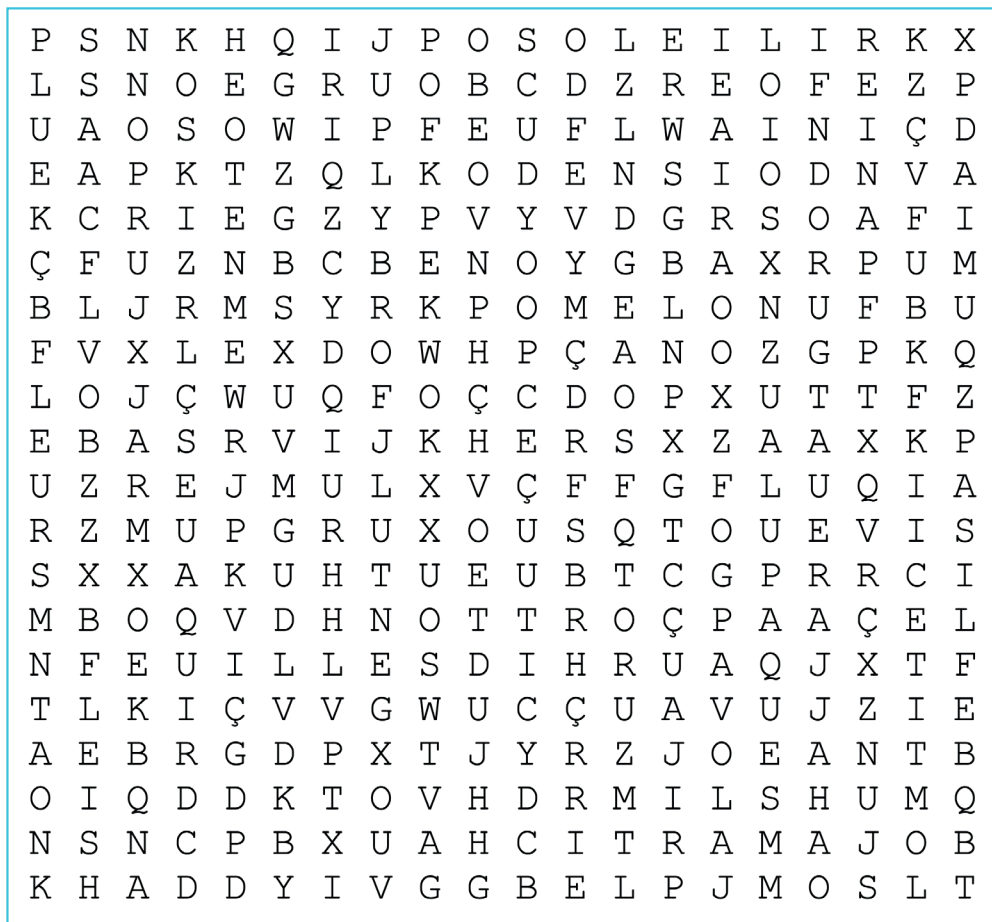 P S N K H Q I J P O S O L E I L I R K X
L S N O E G R U O B C D Z R E O F E Z P
U A O S O W I P F E U F L W A I N I Ç D
E A P K T Z Q L K O D E N S I O D N V A
K C R I E G Z Y P V Y V D G R S O A F I
Ç F U Z N B C B E N O Y G B A X R P U M
B L J R M S Y R K P O M E L O N U F B U
F V X L E X D O W H P Ç A N O Z G P K Q
L O J Ç W U Q F O Ç C D O P X U T T F Z
E B A S R V I J K H E R S X Z A A X K P
U Z R E J M U L X V Ç F F G F L U Q I A
R Z M U P G R U X O U S Q T O U E V I S
S X X A K U H T U E U B T C G P R R C I
M B O Q V D H N O T T R O Ç P A A Ç E L
N F E U I L L E S D I H R U A Q J X T F
T L K I Ç V V G W U C Ç U A V U J Z I E
A E B R G D P X T J Y R Z J O E A N T B
O I Q D D K T O V H D R M I L S H U M Q
N S N C P B X U A H C I T R A M A J O B
K H A D D Y I V G G B E L P J M O S L T